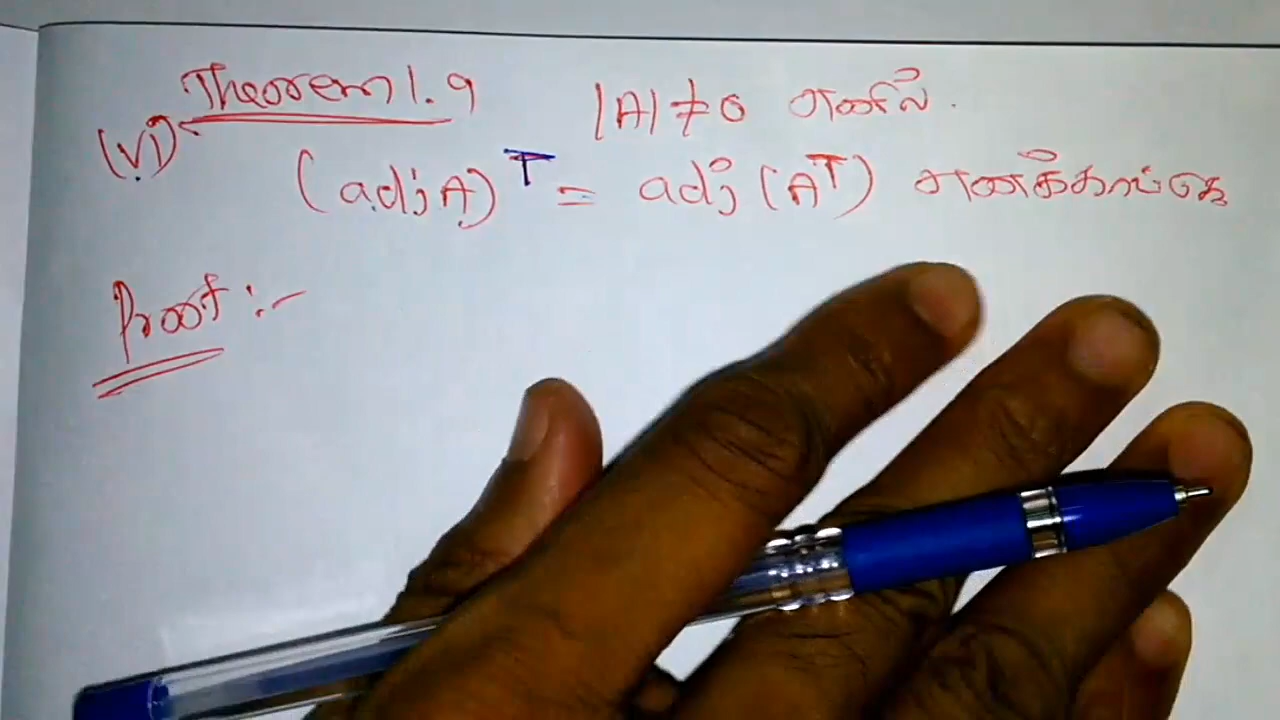 Theorem 1.9 |A| ≠ 0 எனில்.
(vi) (adj A)ᵀ = adj (Aᵀ) எனக்காட்டுக
Proof :-